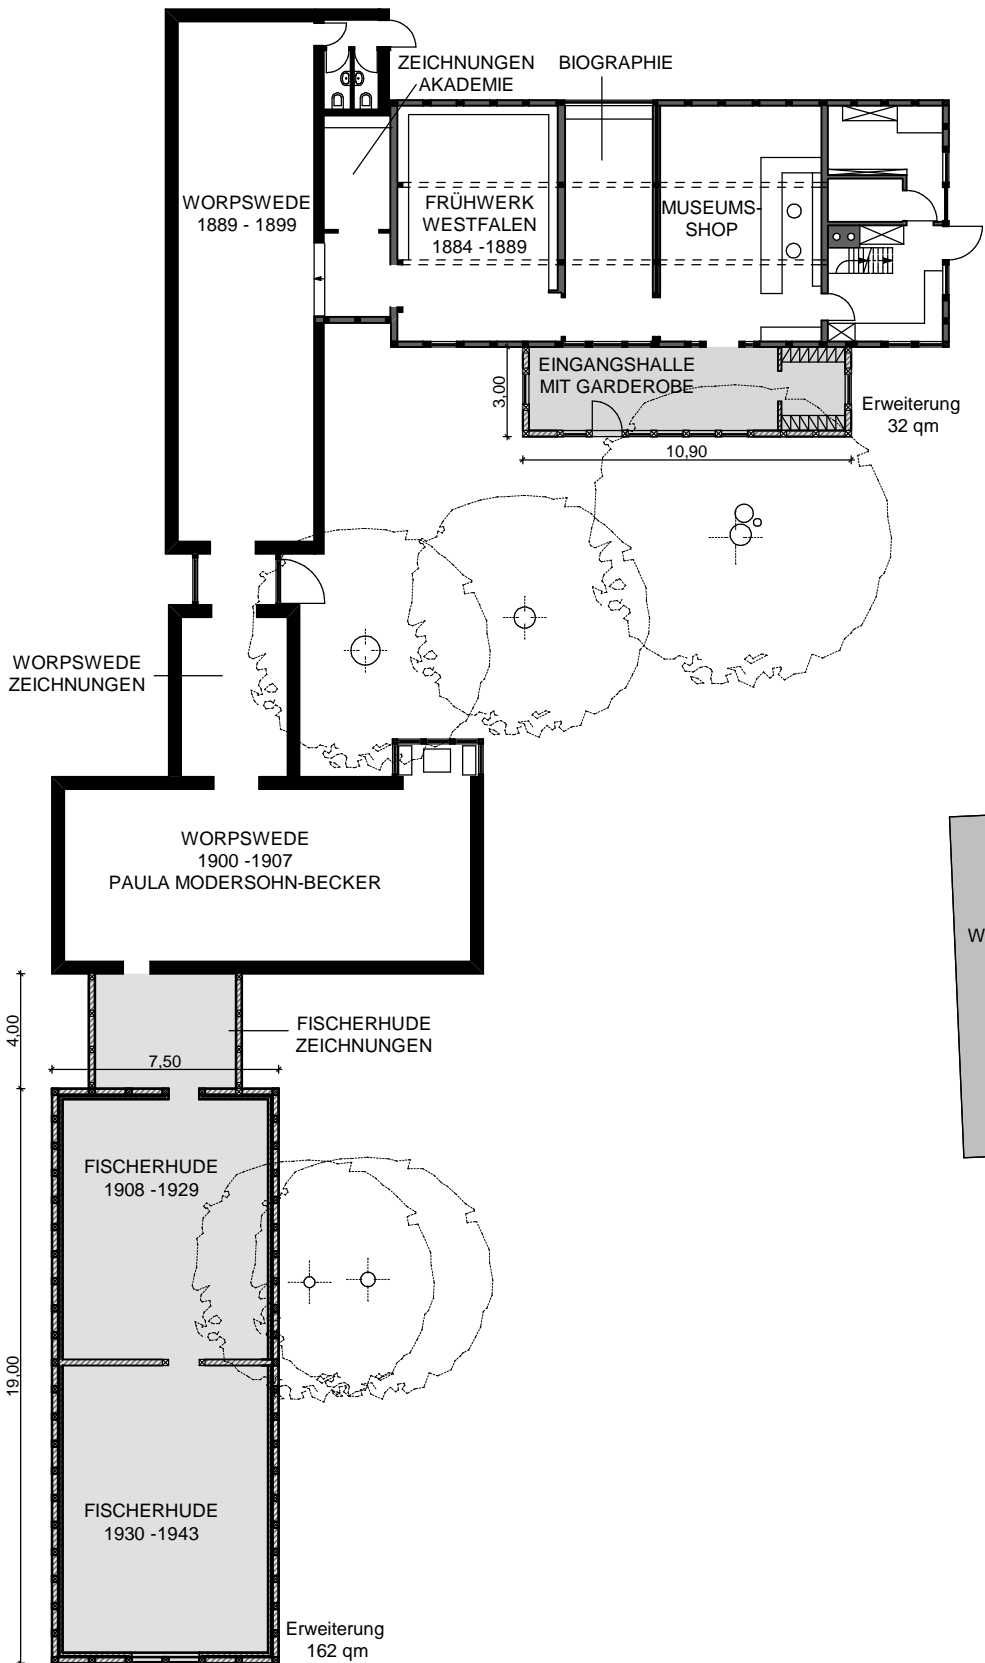 ZEICHNUNGEN
AKADEMIE
BIOGRAPHIE
WORPSWEDE
1889 - 1899
FRÜHWERK
WESTFALEN
1884 -1889
MUSEUMS-
SHOP
EINGANGSHALLE
MIT GARDEROBE
3,00
Erweiterung
32 qm
10,90
WORPSWEDE
ZEICHNUNGEN
WORPSWEDE
1900 -1907
PAULA MODERSOHN-BECKER
W
4,00
FISCHERHUDE
ZEICHNUNGEN
7,50
FISCHERHUDE
1908 -1929
19,00
FISCHERHUDE
1930 -1943
Erweiterung
162 qm